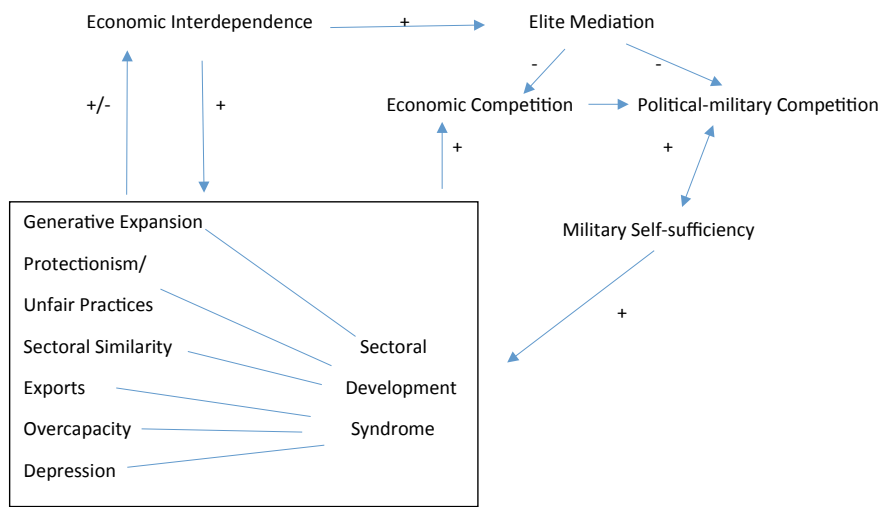 Economic Interdependence
+
Elite Mediation
-
-
+/-
+
Economic Competition
Political-military Competition
+
+
Generative Expansion
Military Self-sufficiency
Protectionism/
Unfair Practices
+
Sectoral Similarity
Sectoral
Exports
Development
Overcapacity
Syndrome
Depression